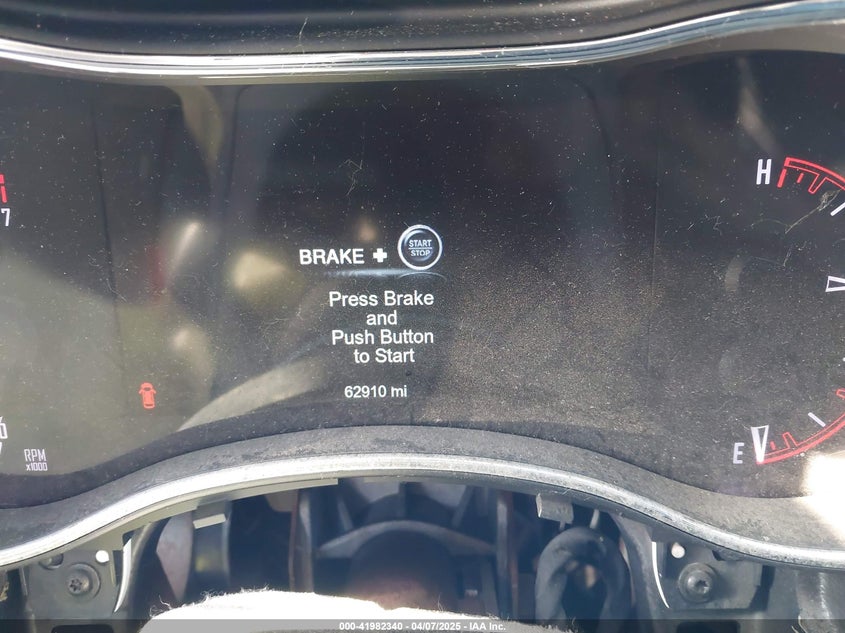 H
7
BRAKE + START STOP
Press Brake
and
Push Button
to Start
62910 mi
E
RPM
x1000
000-41982340 | 04/07/2025 | IAA Inc.